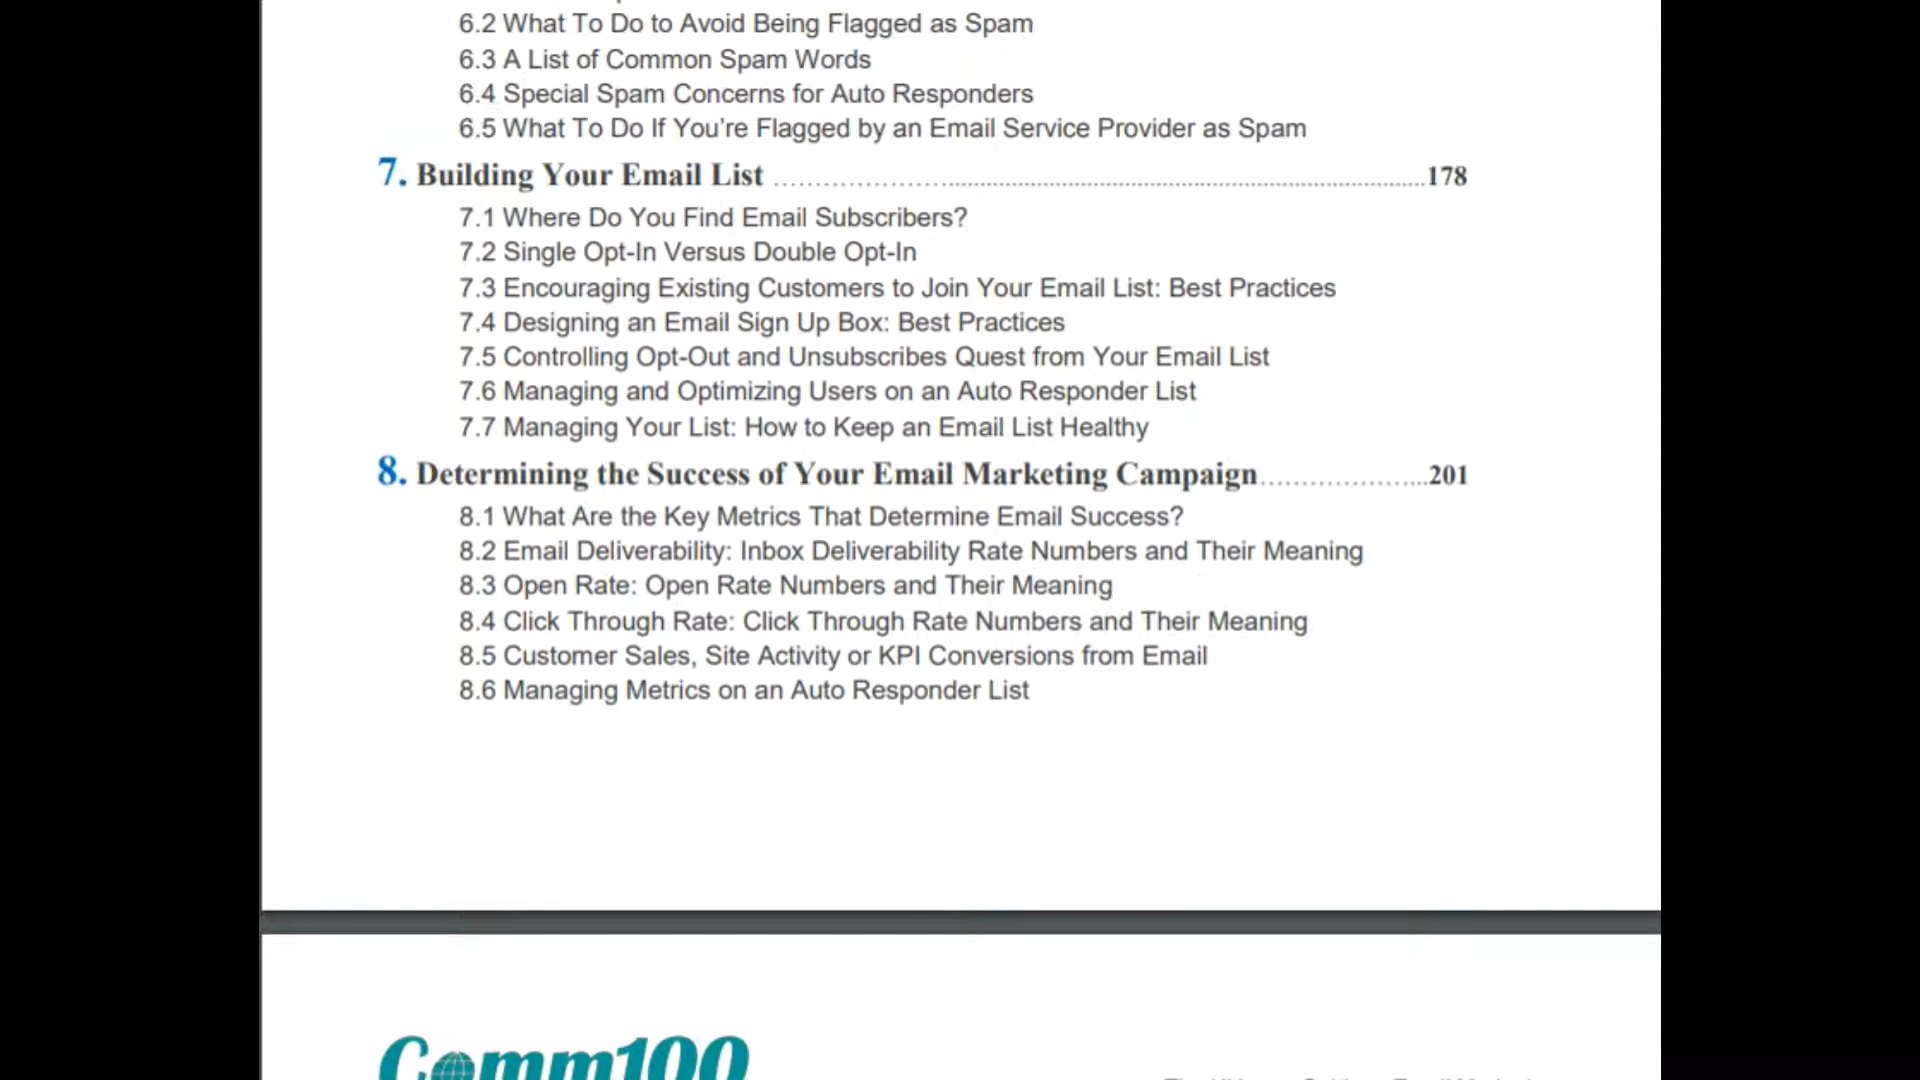 6.2 What To Do to Avoid Being Flagged as Spam
6.3 A List of Common Spam Words
6.4 Special Spam Concerns for Auto Responders
6.5 What To Do If You're Flagged by an Email Service Provider as Spam
7. Building Your Email List ........................................ 178
7.1 Where Do You Find Email Subscribers?
7.2 Single Opt-In Versus Double Opt-In
7.3 Encouraging Existing Customers to Join Your Email List: Best Practices
7.4 Designing an Email Sign Up Box: Best Practices
7.5 Controlling Opt-Out and Unsubscribes Quest from Your Email List
7.6 Managing and Optimizing Users on an Auto Responder List
7.7 Managing Your List: How to Keep an Email List Healthy
8. Determining the Success of Your Email Marketing Campaign.....................201
8.1 What Are the Key Metrics That Determine Email Success?
8.2 Email Deliverability: Inbox Deliverability Rate Numbers and Their Meaning
8.3 Open Rate: Open Rate Numbers and Their Meaning
8.4 Click Through Rate: Click Through Rate Numbers and Their Meaning
8.5 Customer Sales, Site Activity or KPI Conversions from Email
8.6 Managing Metrics on an Auto Responder List
Comm100